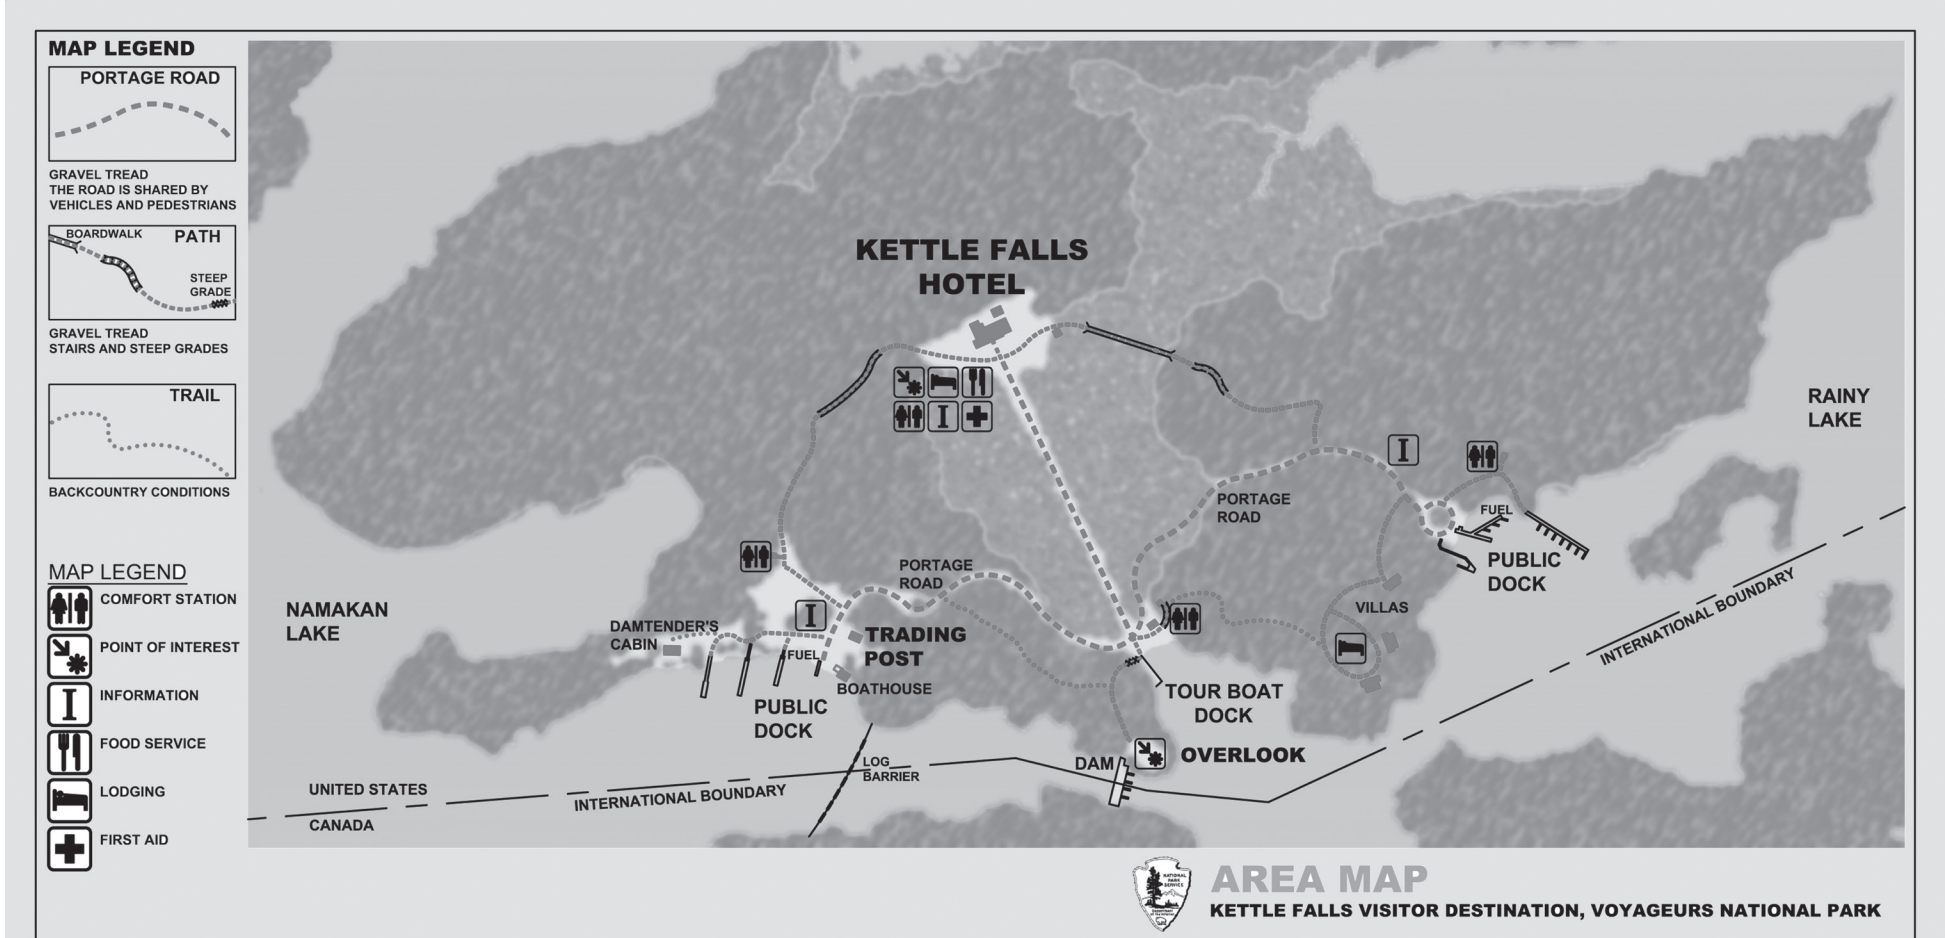 MAP LEGEND
PORTAGE ROAD
GRAVEL TREAD
THE ROAD IS SHARED BY
VEHICLES AND PEDESTRIANS
BOARDWALK
PATH
STEEP
GRADE
GRAVEL TREAD
STAIRS AND STEEP GRADES
TRAIL
BACKCOUNTRY CONDITIONS
MAP LEGEND
COMFORT STATION
POINT OF INTEREST
INFORMATION
FOOD SERVICE
LODGING
FIRST AID
KETTLE FALLS
HOTEL
RAINY
LAKE
PORTAGE
ROAD
FUEL
PUBLIC
DOCK
PORTAGE
ROAD
NAMAKAN
LAKE
DAMTENDER'S
CABIN
TRADING
POST
FUEL
BOATHOUSE
PUBLIC
DOCK
VILLAS
TOUR BOAT
DOCK
OVERLOOK
DAM
LOG
BARRIER
INTERNATIONAL BOUNDARY
INTERNATIONAL BOUNDARY
UNITED STATES
CANADA
NATIONAL
PARK
SERVICE
AREA MAP
KETTLE FALLS VISITOR DESTINATION, VOYAGEURS NATIONAL PARK